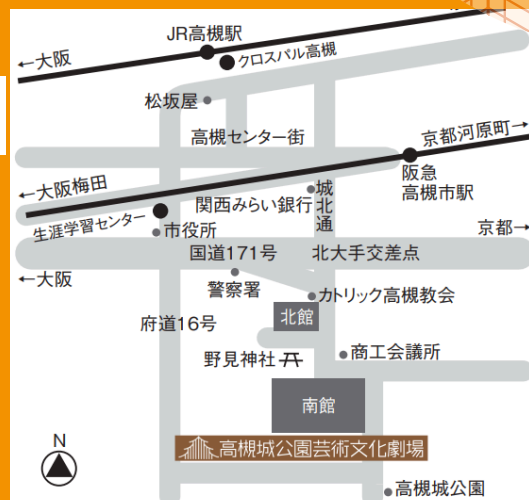 JR高槻駅
←大阪
クロスパル高槻
松坂屋
高槻センター街
京都河原町→
←大阪梅田
阪急
高槻市駅
関西みらい銀行
城北通
生涯学習センター
市役所
京都→
国道171号
北大手交差点
←大阪
警察署
カトリック高槻教会
北館
府道16号
野見神社
商工会議所
南館
高槻城公園芸術文化劇場
N
高槻城公園